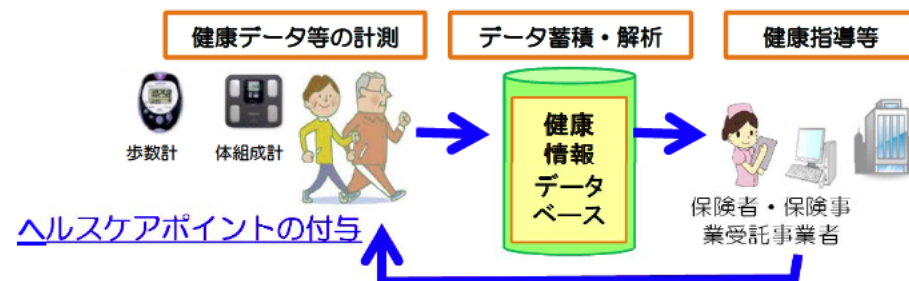 健康データ等の計測
データ蓄積・解析
健康指導等
歩数計
体組成計
健康
情報
データ
ベース
保険者・保険事
業受託事業者
ヘルスケアポイントの付与